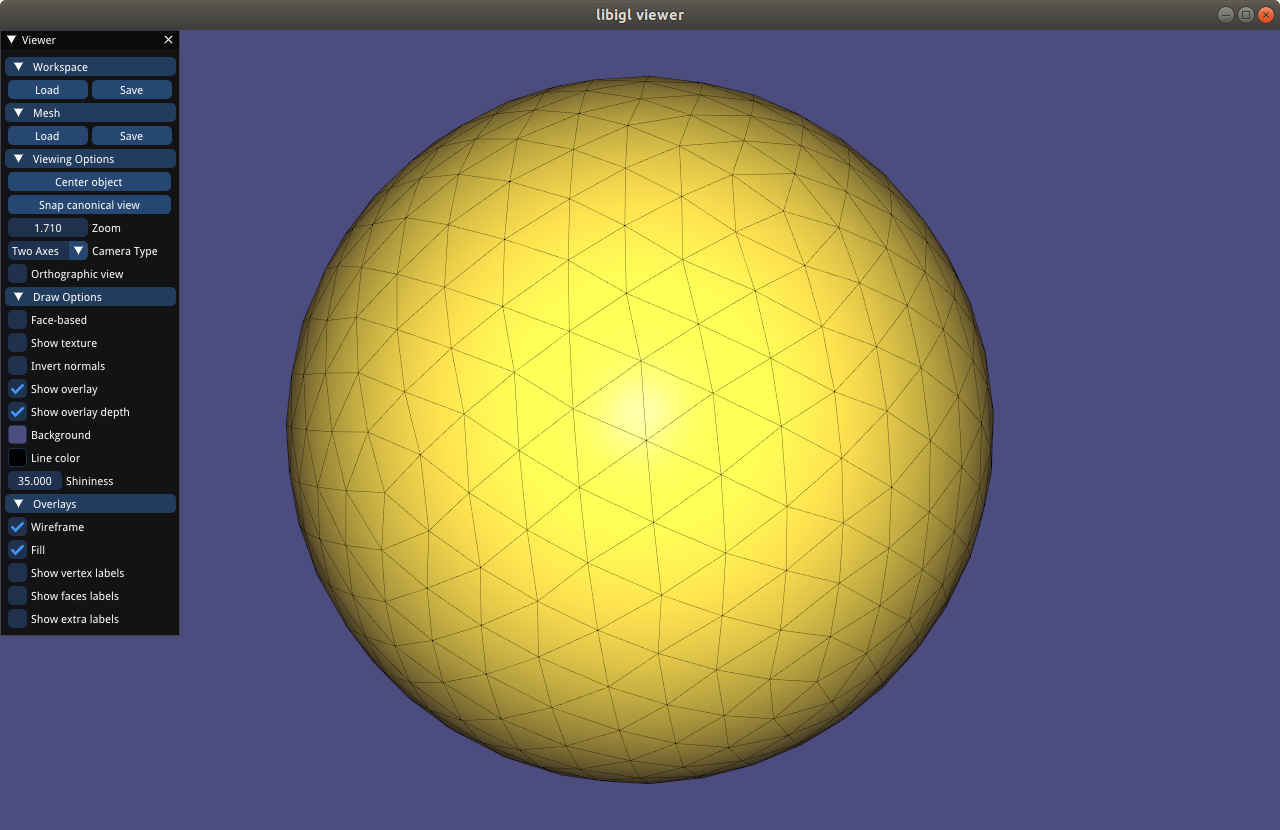 libigl viewer
Viewer
Workspace
Load Save
Mesh
Load Save
Viewing Options
Center object
Snap canonical view
1.710 Zoom
Two Axes Camera Type
Orthographic view
Draw Options
Face-based
Show texture
Invert normals
Show overlay
Show overlay depth
Background
Line color
35.000 Shininess
Overlays
Wireframe
Fill
Show vertex labels
Show faces labels
Show extra labels